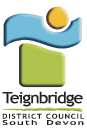 Teignbridge
DISTRICT COUNCIL
South Devon